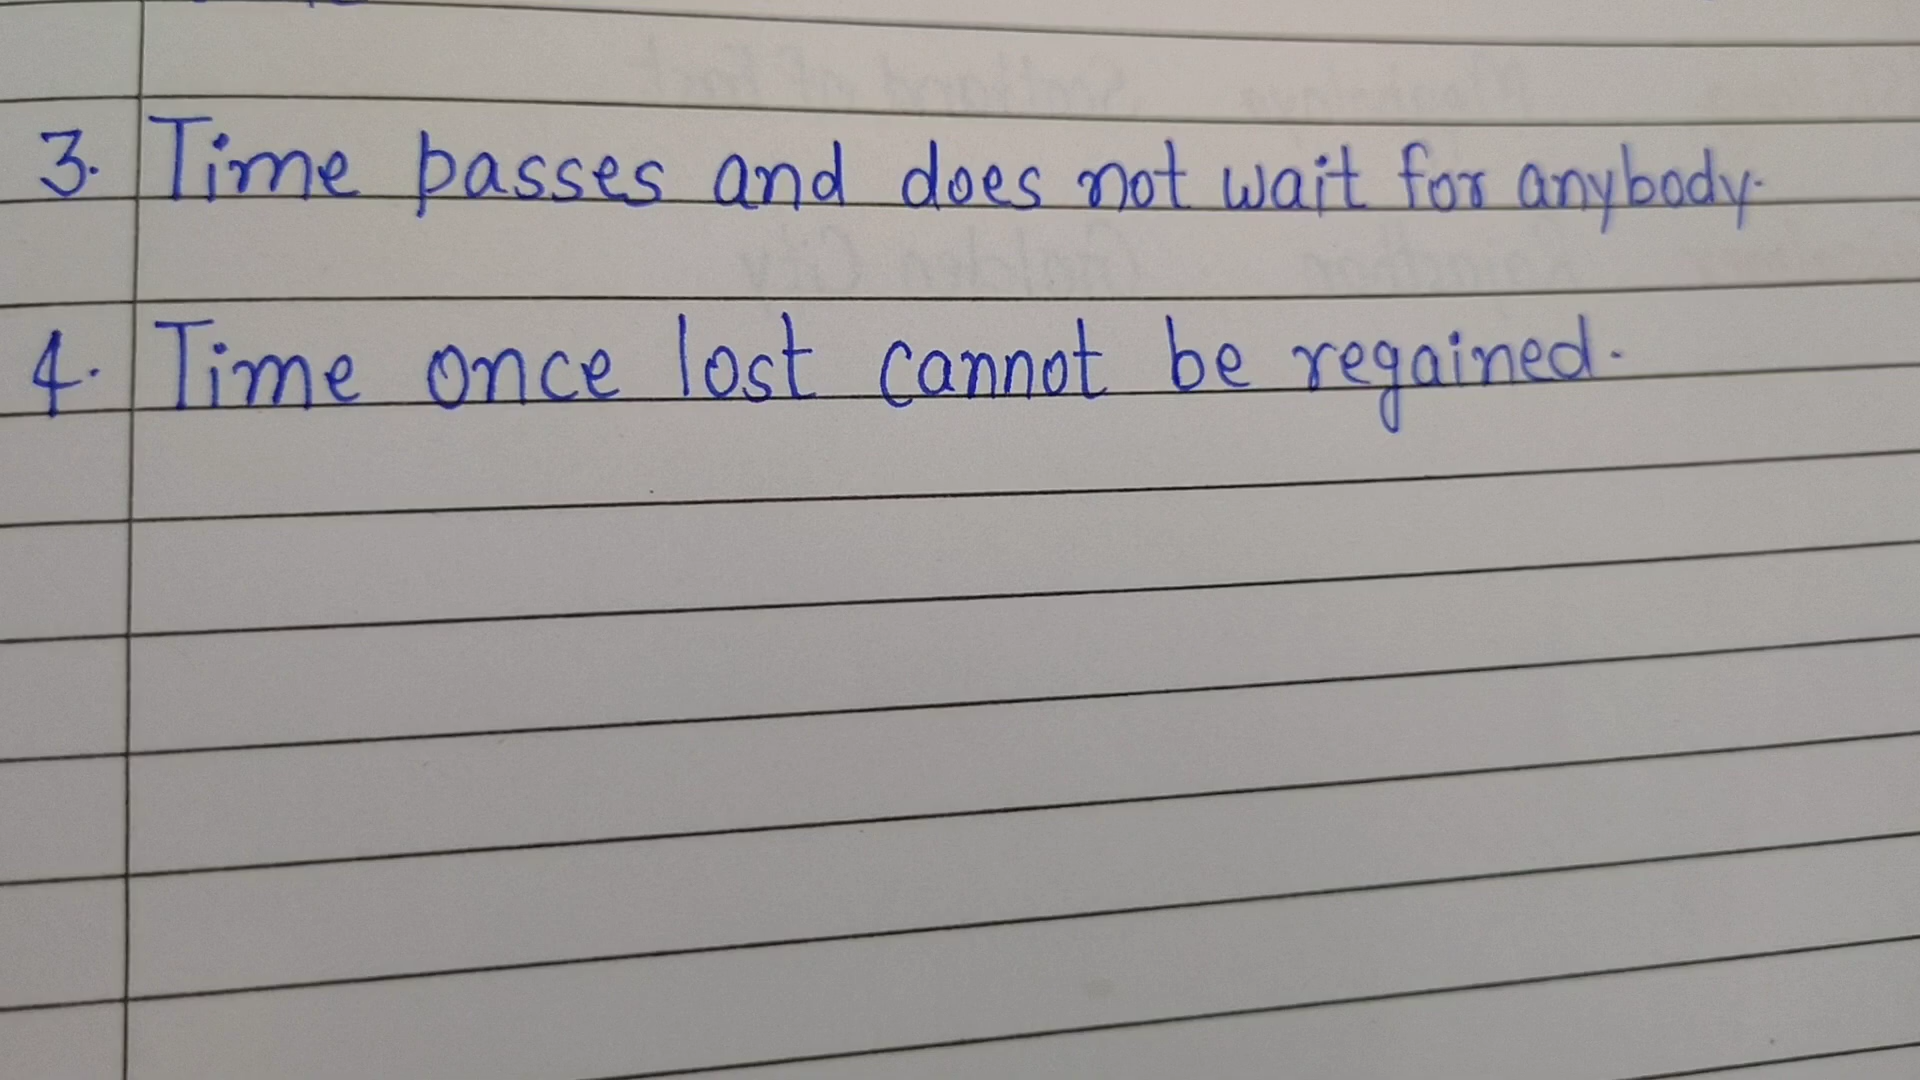 3. Time passes and does not wait for anybody.
4. Time once lost cannot be regained.